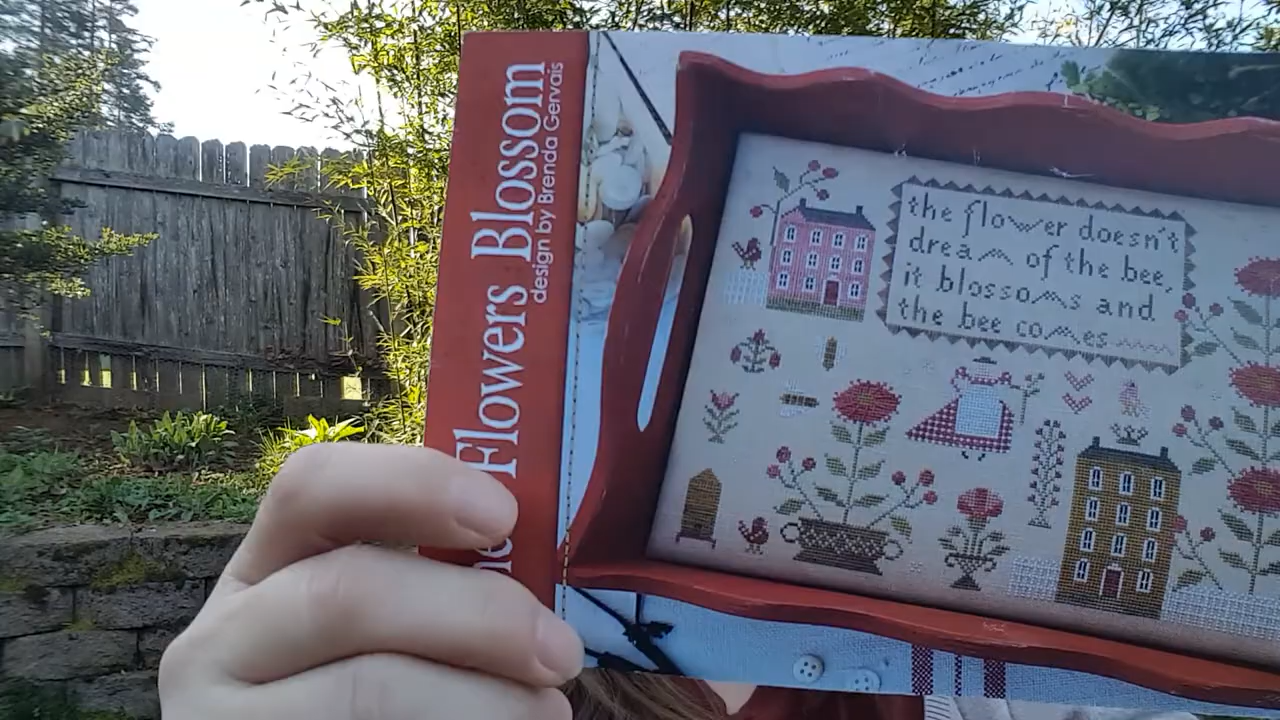 Flowers Blossom
design by Brenda Gervais
the flower doesn't
dream of the bee,
it blossoms and
the bee comes